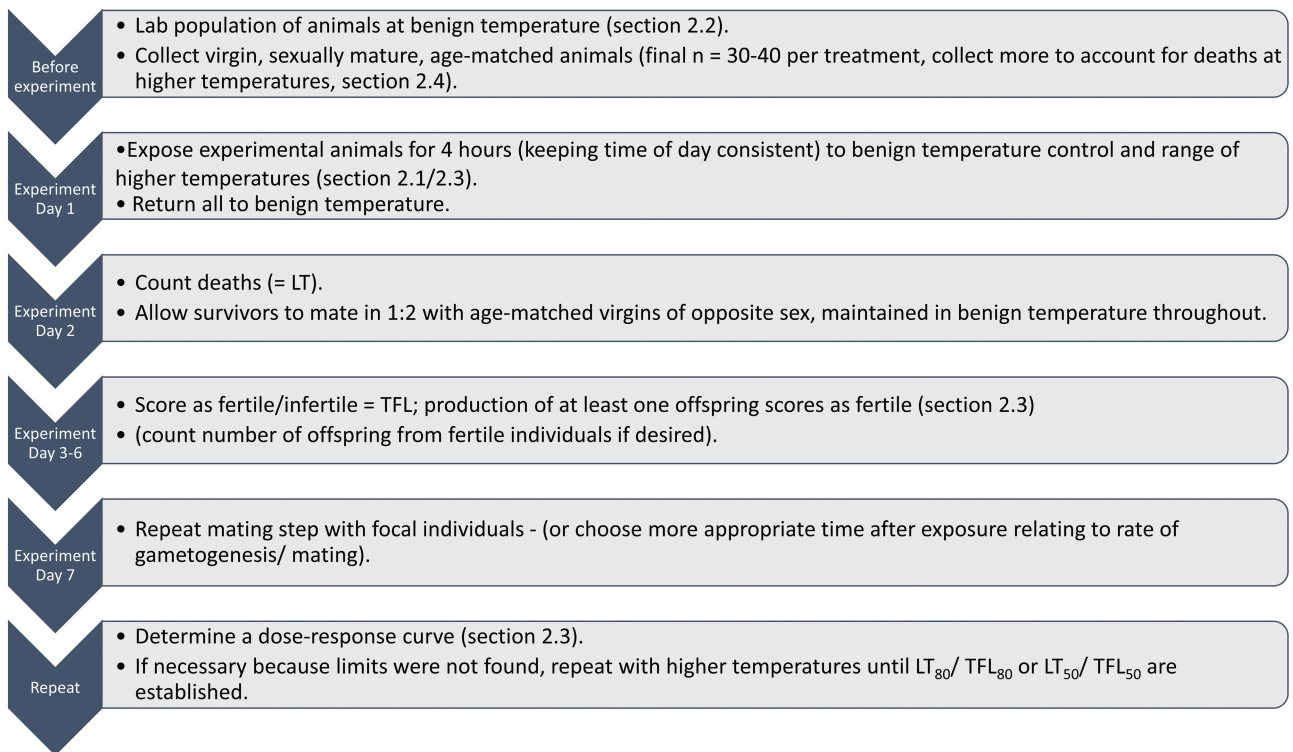 Before
experiment
• Lab population of animals at benign temperature (section 2.2).
• Collect virgin, sexually mature, age-matched animals (final n = 30-40 per treatment, collect more to account for deaths at
higher temperatures, section 2.4).
Experiment
Day 1
•Expose experimental animals for 4 hours (keeping time of day consistent) to benign temperature control and range of
higher temperatures (section 2.1/2.3).
• Return all to benign temperature.
Experiment
Day 2
• Count deaths (= LT).
• Allow survivors to mate in 1:2 with age-matched virgins of opposite sex, maintained in benign temperature throughout.
Experiment
Day 3-6
• Score as fertile/infertile = TFL; production of at least one offspring scores as fertile (section 2.3)
• (count number of offspring from fertile individuals if desired).
Experiment
Day 7
• Repeat mating step with focal individuals - (or choose more appropriate time after exposure relating to rate of
gametogenesis/ mating).
Repeat
• Determine a dose-response curve (section 2.3).
• If necessary because limits were not found, repeat with higher temperatures until LT80/ TFL80 or LT50/ TFL50 are
established.